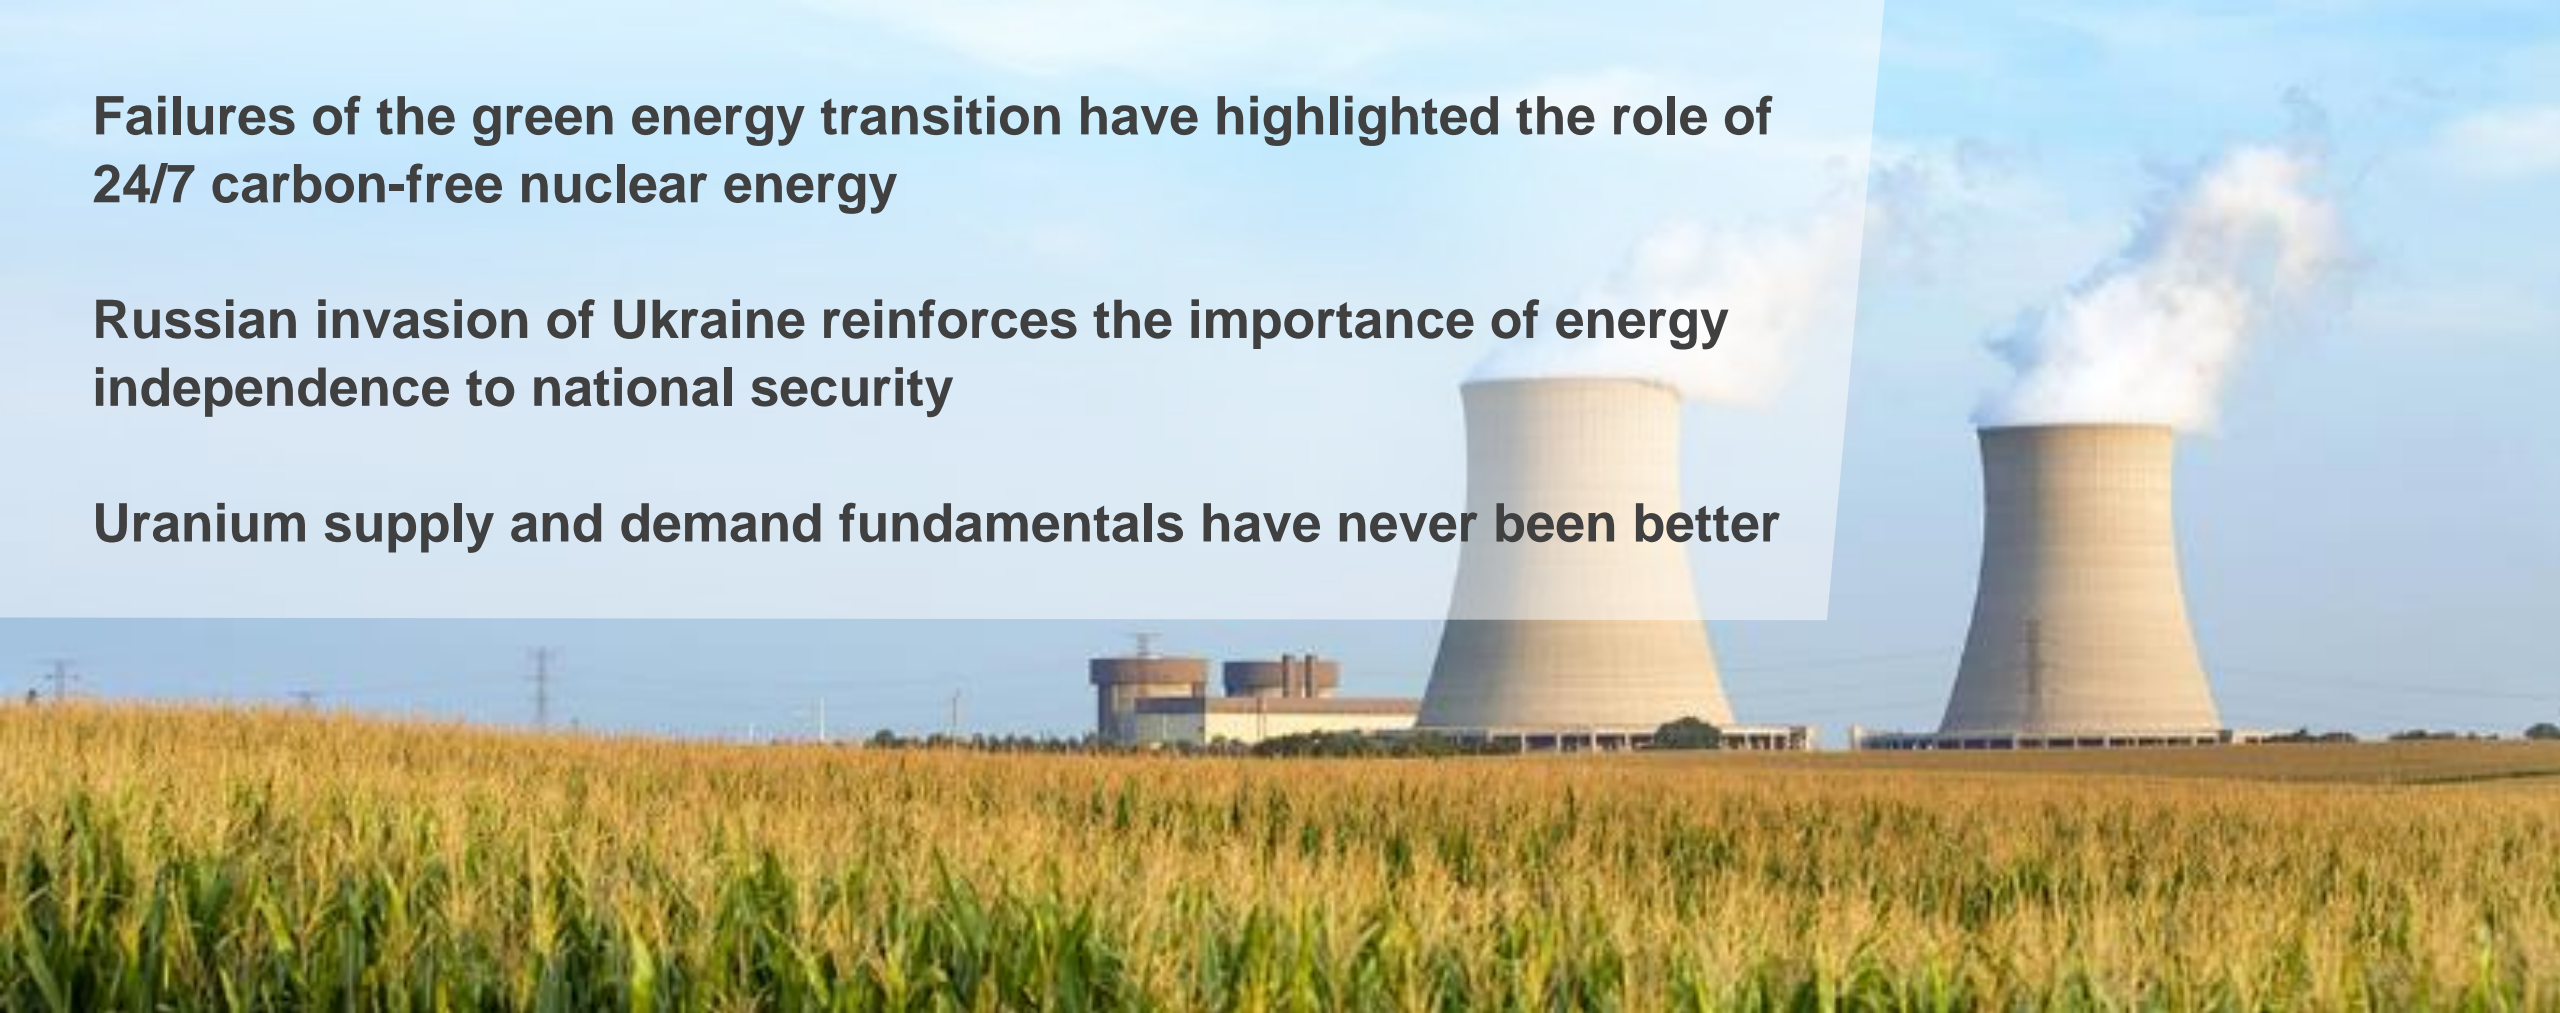 Failures of the green energy transition have highlighted the role of
24/7 carbon-free nuclear energy
Russian invasion of Ukraine reinforces the importance of energy
independence to national security
Uranium supply and demand fundamentals have never been better